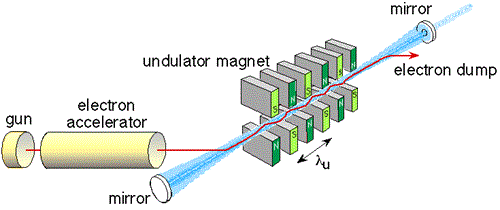 mirror
undulator magnet
electron dump
electron
accelerator
gun
mirror
λu
N
S
N
S
N
S
N
S
N
S